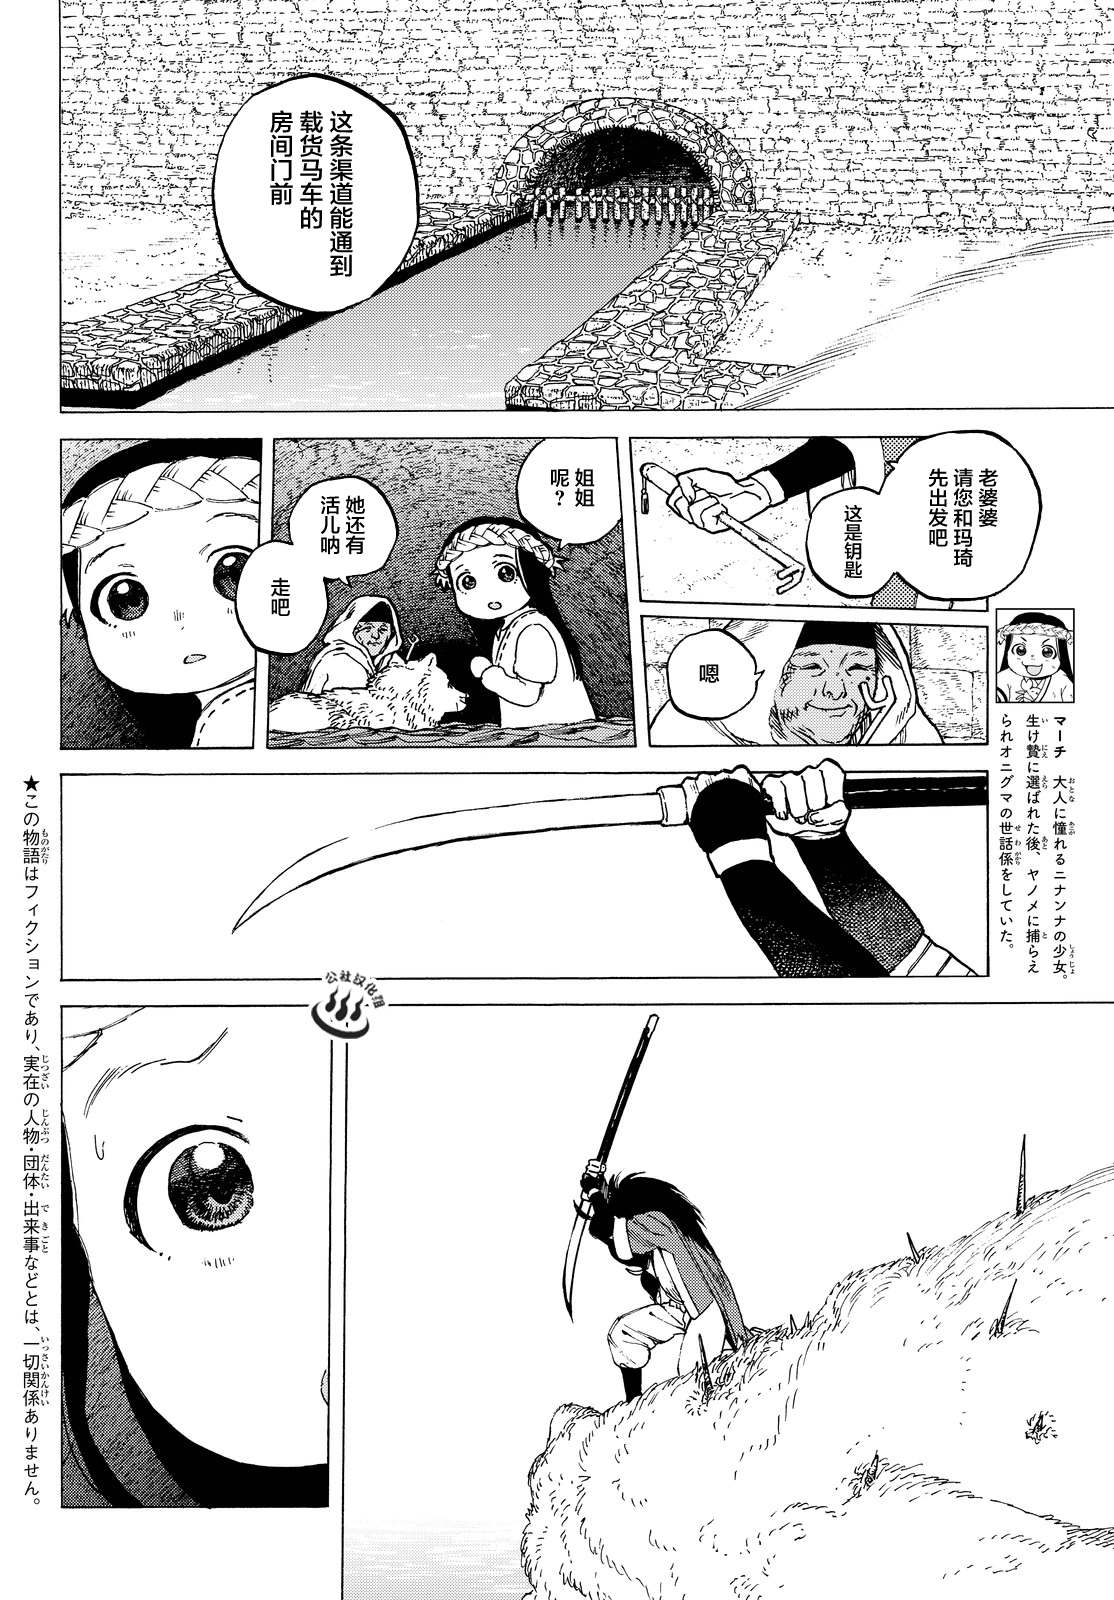 这条渠道能通到
载货马车的
房间门前
老婆婆
请您和玛琦
先出发吧
这是钥匙
嗯
姐姐
呢？
她还有
活儿呐
走吧
マーチ　大人に憧れるニナンナの少女。
生け贄に選ばれた後、ヤノメに捕らえ
られオニグマの世話係をしていた。
★この物語はフィクションであり、実在の人物・団体・出来事などとは、一切関係ありません。
公社汉化组